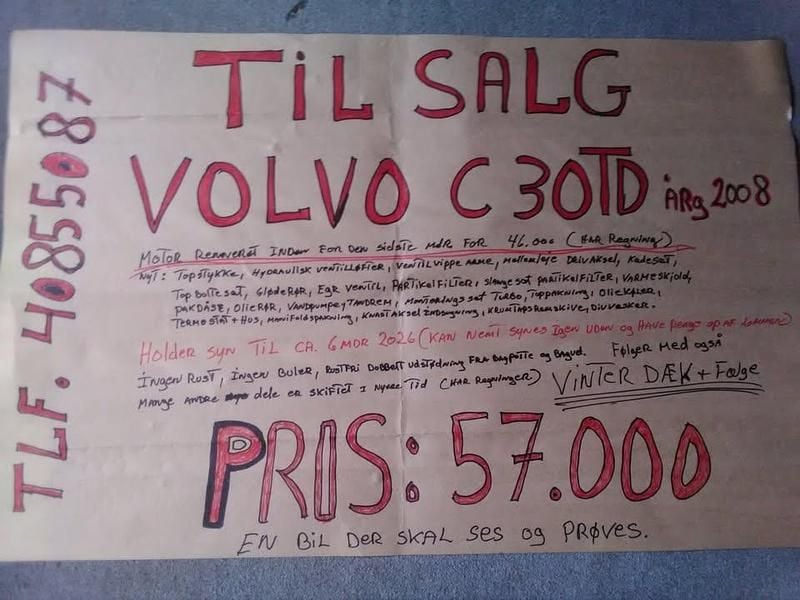 TiL SALG
VOLVO C 30TD ÅRg 2008
MOTOR RENOVERET INDEN FOR DEN SIDSTE MDR FOR 46.000 (HAR Regning)
NYT: TOPSTYKKE, HYDRAULISK VENTILLØFTER, VENTILVIPPE ARME, MELLEMLEJE DRIVAKSEL, KÆDESÆT,
TOP BOLTE SÆT, GLØDERØR, EGR VENTIL, PARTIKELFILTER, SLANGE SÆT PARTIKELFILTER, VARMESKJOLD,
PAKDÅSE, OLIERØR, VANDPUMPE, TANDREM, MONTERINGS SÆT TURBO, TOPPAKNING, OLIEKØLER,
TERMOSTAT + HUS, MANIFOLDSPAKNING, KNASTAKSEL KRUMTAPSREMSKIVE, DIV VÆSKER.
HOLDER SYN TIL CA. 6 MDR 2026 (KAN NEMT SYNES IGEN UDEN Og HAVE PENGE OP AF LOMMEN)
INGEN RUST, INGEN BULER, RUSTFRI DOBBELT UDSTØDNING FRA Og BAGUD. FØLgER MED Også
MANGE ANDRE dele ER SKIFTET I NYERE TID (HAR REGNINGER) VINTER DÆK + Fælge
PRIS: 57.000
EN BiL DER SKAL SES Og PRØVES.
TLF. 40855087